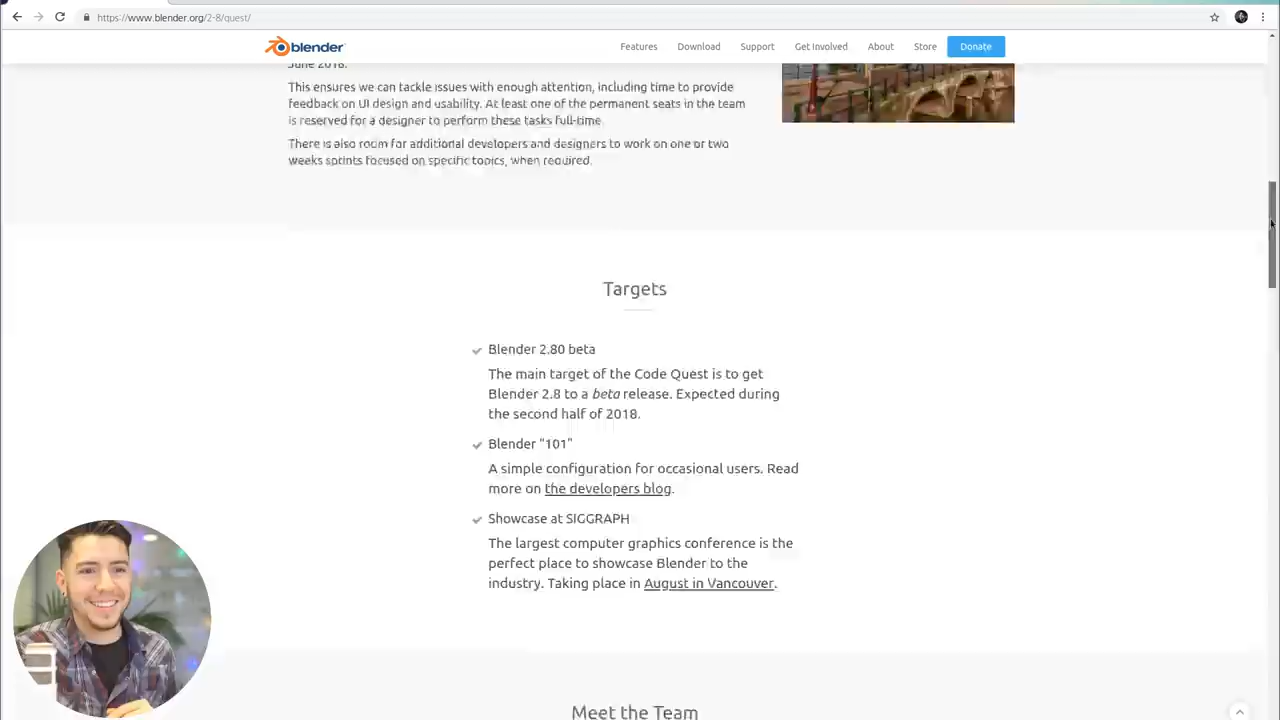 https://www.blender.org/2-8/quest/
blender
Features Download Support Get Involved About Store Donate
June 2018.
This ensures we can tackle issues with enough attention, including time to provide
feedback on UI design and usability. At least one of the permanent seats in the team
is reserved for a designer to perform these tasks full-time.
There is also room for additional developers and designers to work on one or two
weeks sprints focused on specific topics, when required.
Targets
Blender 2.80 beta
The main target of the Code Quest is to get
Blender 2.8 to a beta release. Expected during
the second half of 2018.
Blender "101"
A simple configuration for occasional users. Read
more on the developers blog.
Showcase at SIGGRAPH
The largest computer graphics conference is the
perfect place to showcase Blender to the
industry. Taking place in August in Vancouver.
Meet the Team